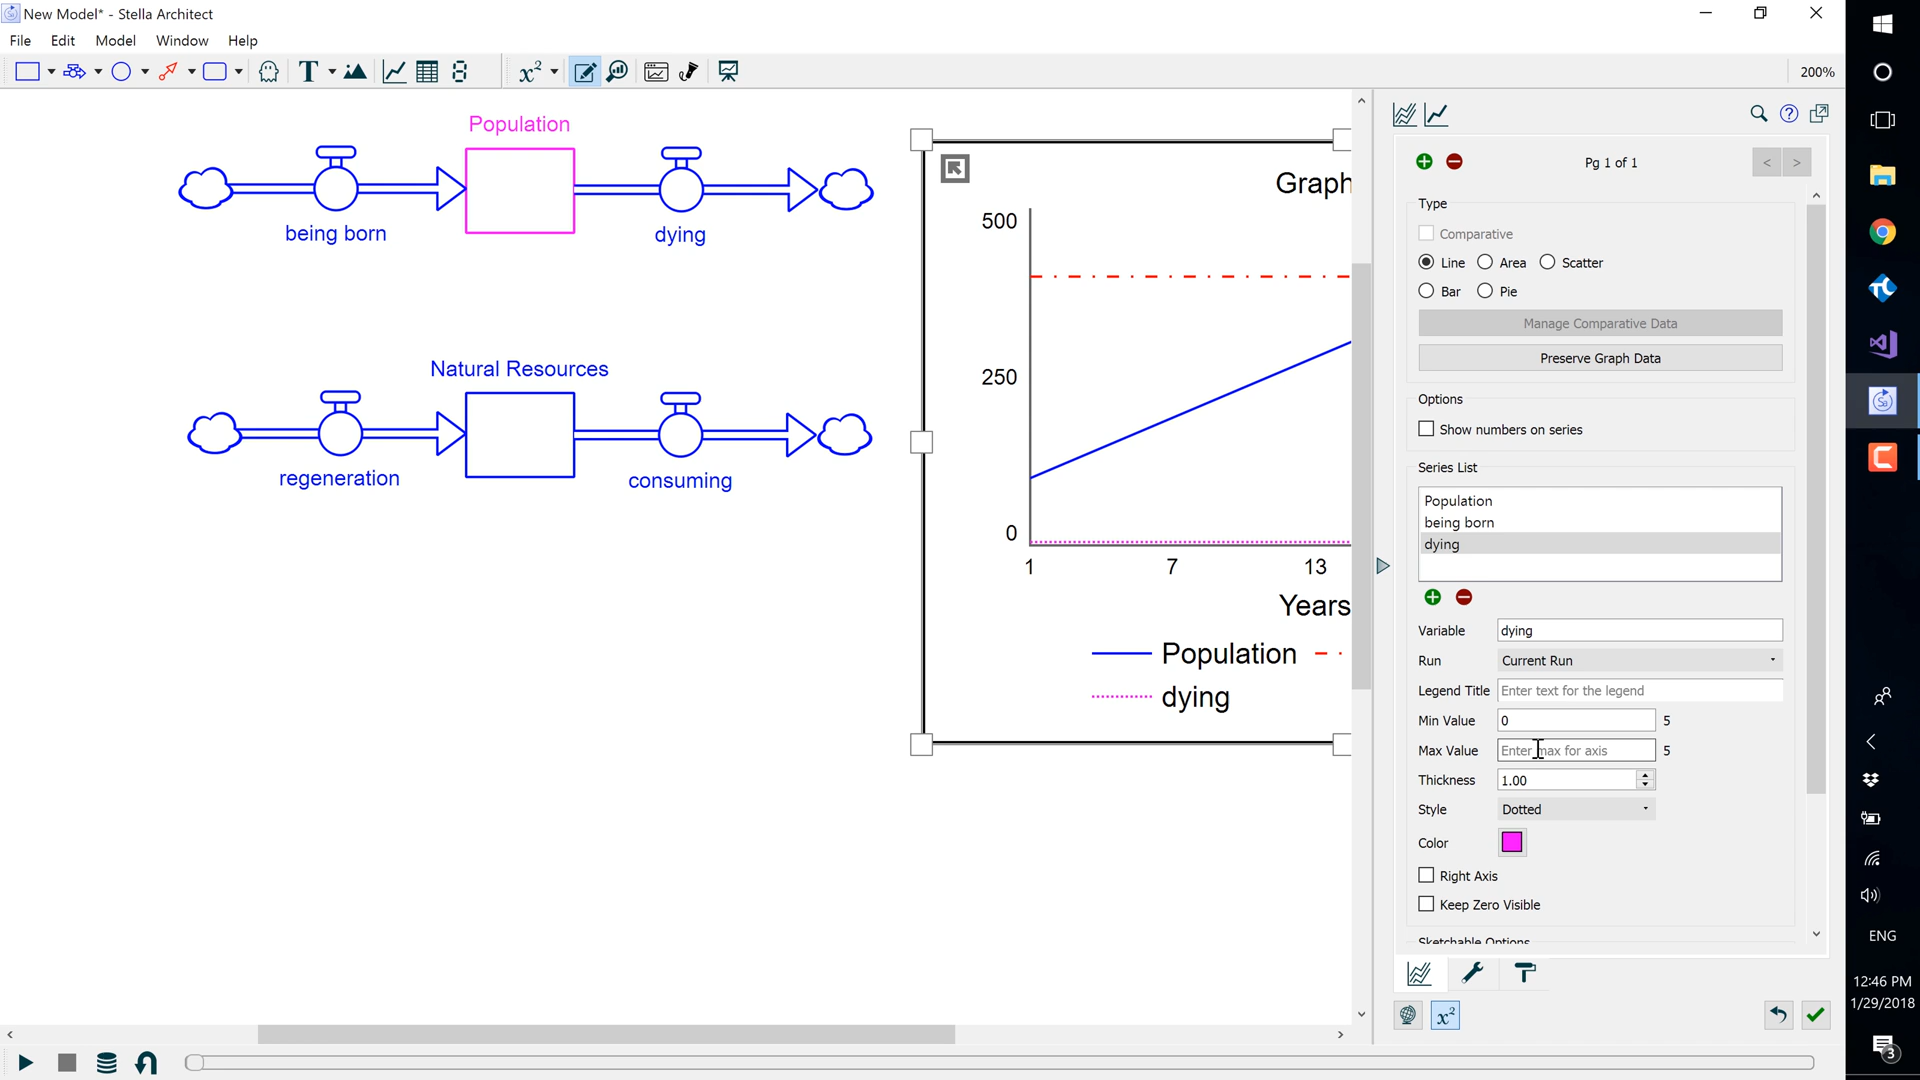 New Model* - Stella Architect
File Edit Model Window Help
T x² 200%
Population
being born
dying
Natural Resources
regeneration
consuming
Graph
500
250
0
1 7 13
Years
Population
dying
Pg 1 of 1
< >
Type
Comparative
Line Area Scatter
Bar Pie
Manage Comparative Data
Preserve Graph Data
Options
Show numbers on series
Series List
Population
being born
dying
Variable dying
Run Current Run
Legend Title Enter text for the legend
Min Value 0 5
Max Value Enter max for axis 5
Thickness 1.00
Style Dotted
Color
Right Axis
Keep Zero Visible
Sketchable Options
x²
ENG
12:46 PM
1/29/2018
3